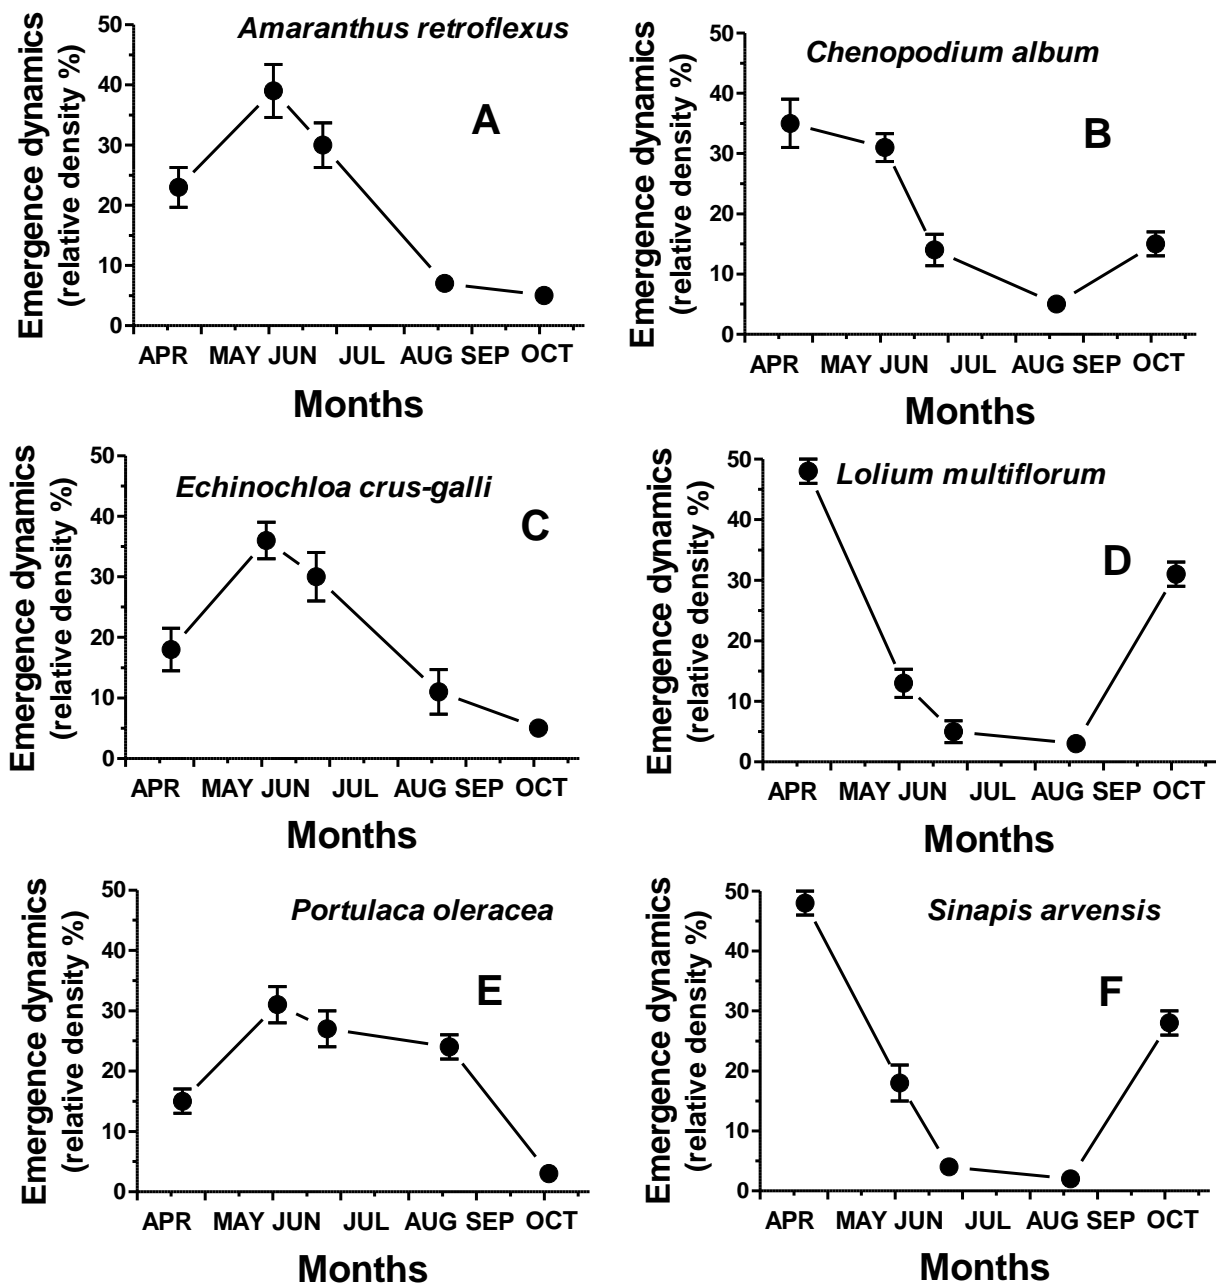 Emergence dynamics
(relative density %)
50
40
30
20
10
0
Amaranthus retroflexus
A
APR MAY JUN JUL AUG SEP OCT
Months
Emergence dynamics
(relative density %)
50
40
30
20
10
0
Chenopodium album
B
APR MAY JUN JUL AUG SEP OCT
Months
Emergence dynamics
(relative density %)
50
40
30
20
10
0
Echinochloa crus-galli
C
APR MAY JUN JUL AUG SEP OCT
Months
Emergence dynamics
(relative density %)
50
40
30
20
10
0
Lolium multiflorum
D
APR MAY JUN JUL AUG SEP OCT
Months
Emergence dynamics
(relative density %)
50
40
30
20
10
0
Portulaca oleracea
E
APR MAY JUN JUL AUG SEP OCT
Months
Emergence dynamics
(relative density %)
50
40
30
20
10
0
Sinapis arvensis
F
APR MAY JUN JUL AUG SEP OCT
Months